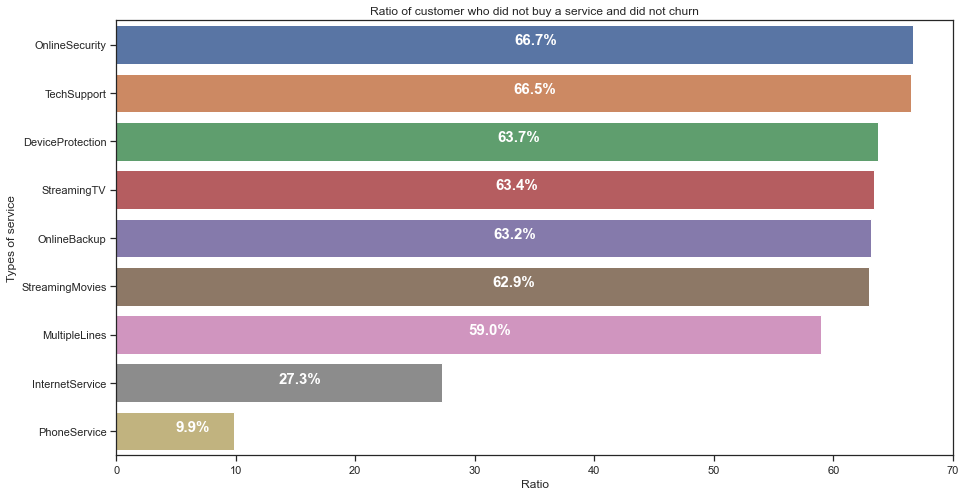 Ratio of customer who did not buy a service and did not churn
Types of service
OnlineSecurity 66.7%
TechSupport 66.5%
DeviceProtection 63.7%
StreamingTV 63.4%
OnlineBackup 63.2%
StreamingMovies 62.9%
MultipleLines 59.0%
InternetService 27.3%
PhoneService 9.9%
0 10 20 30 40 50 60 70
Ratio